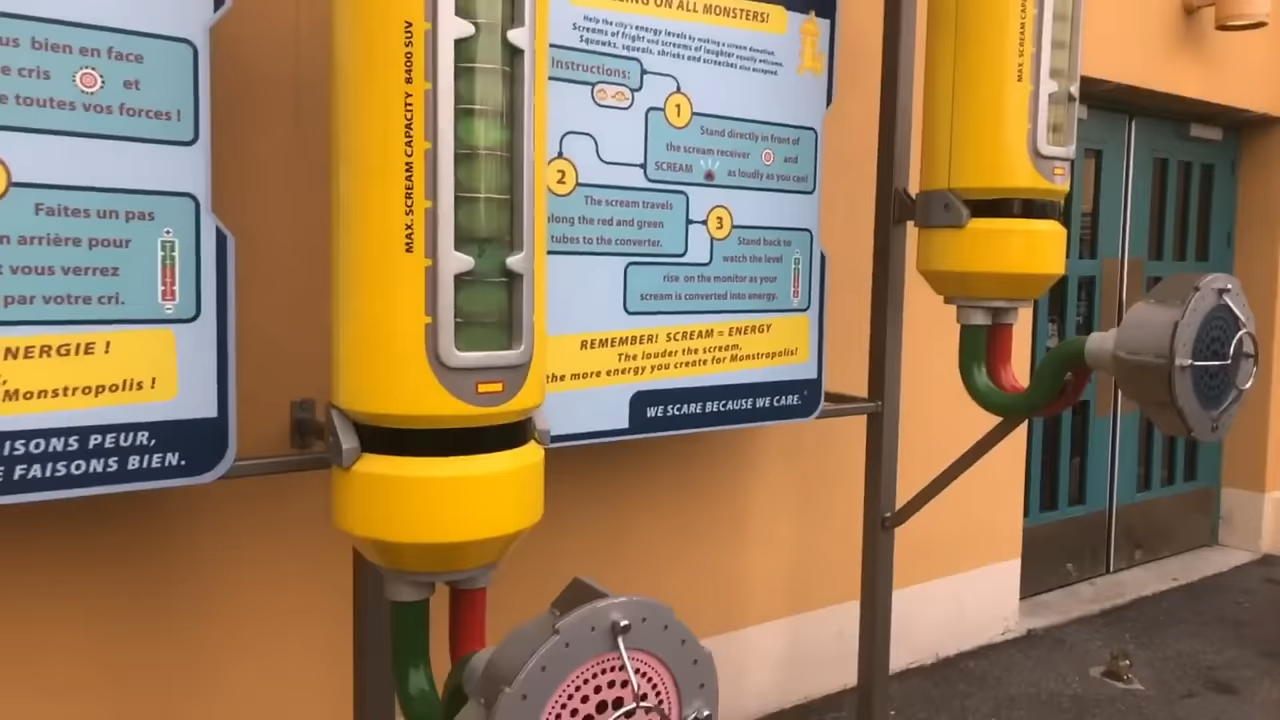 us bien en face
e cris et
e toutes vos forces !
Faites un pas
n arrière pour
t vous verrez
par votre cri.
NERGIE !
Monstropolis !
ISONS PEUR,
E FAISONS BIEN.
MAX. SCREAM CAPACITY 8400 SUV
ING ON ALL MONSTERS!
Help the city's energy levels by making a scream donation.
Screams of fright and screams of laughter equally welcome.
Squawks, squeals, shrieks and screeches also accepted.
Instructions:
1
Stand directly in front of
the scream receiver and
SCREAM as loudly as you can!
2
The scream travels
along the red and green
tubes to the converter.
3
Stand back to
watch the level
rise on the monitor as your
scream is converted into energy.
REMEMBER! SCREAM = ENERGY
The louder the scream,
the more energy you create for Monstropolis!
WE SCARE BECAUSE WE CARE.
MAX. SCREAM CAPA